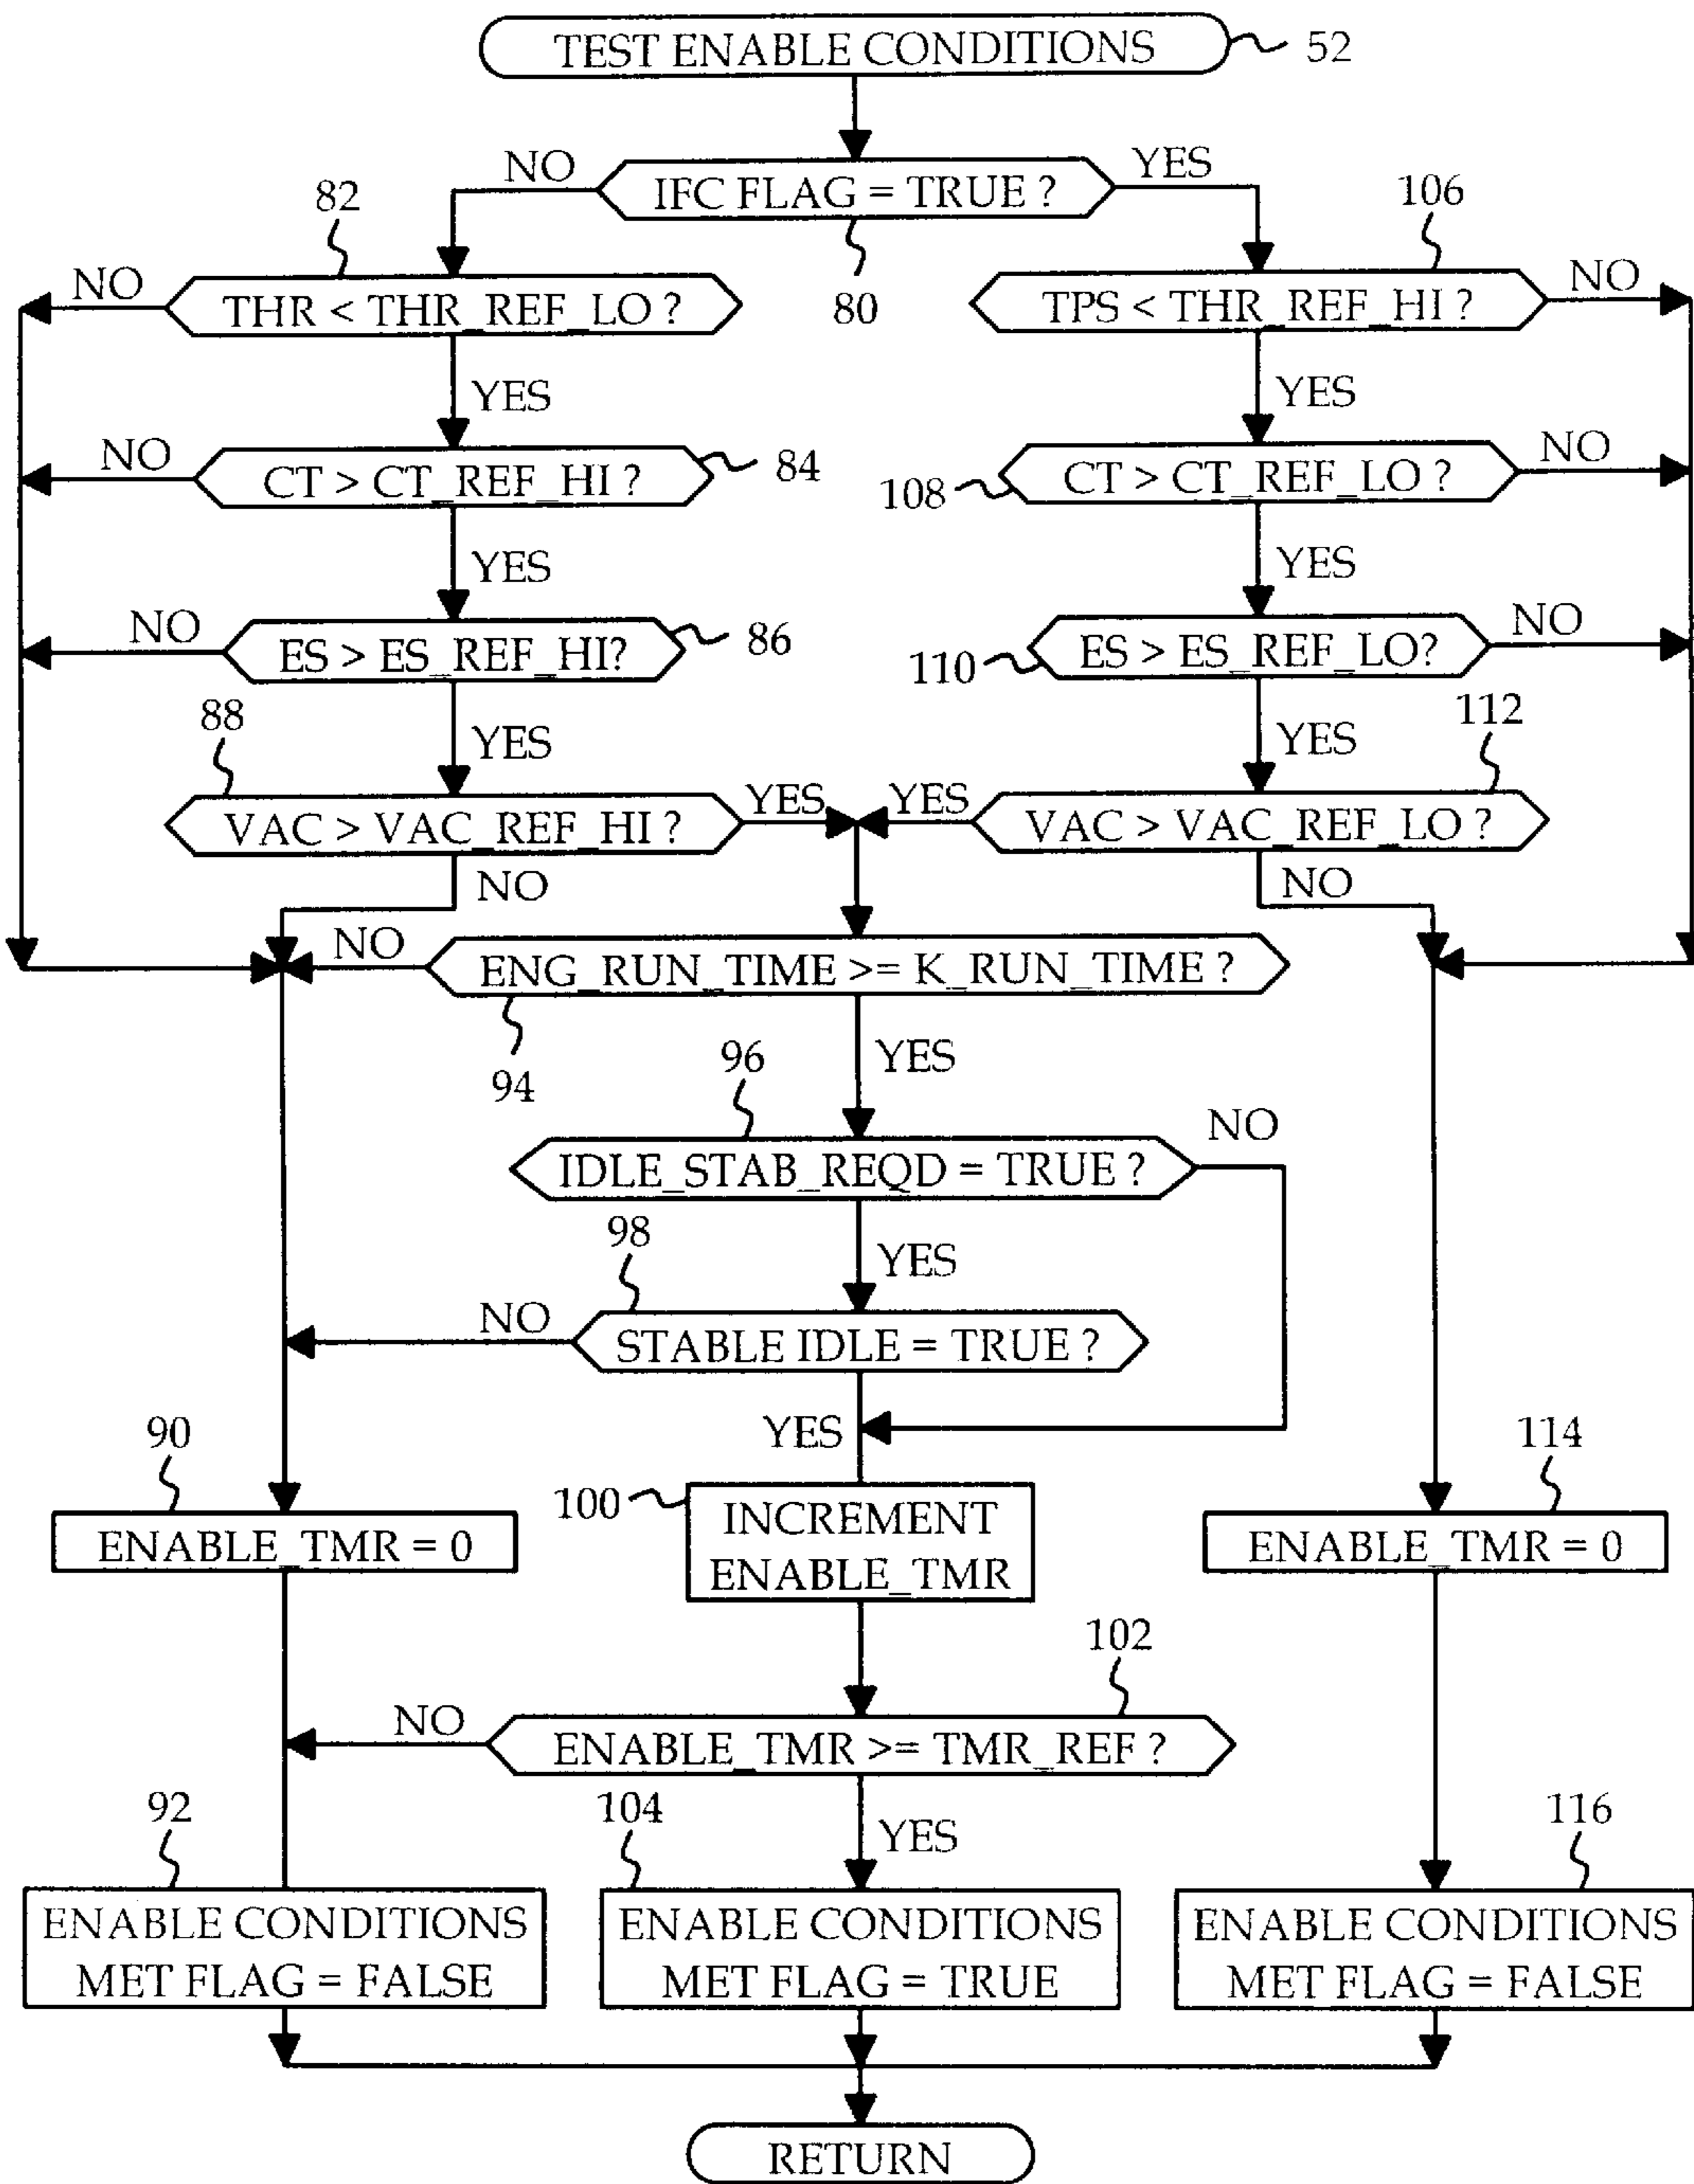 TEST ENABLE CONDITIONS
52
NO
IFC FLAG = TRUE ?
YES
80
82
106
NO
THR < THR_REF_LO ?
TPS < THR_REF_HI ?
NO
YES
YES
NO
CT > CT_REF_HI ?
84
108
CT > CT_REF_LO ?
NO
YES
YES
NO
ES > ES_REF_HI?
86
110
ES > ES_REF_LO?
NO
88
YES
YES
112
VAC > VAC_REF_HI ?
YES
YES
VAC > VAC_REF_LO ?
NO
NO
NO
ENG_RUN_TIME >= K_RUN_TIME ?
94
YES
96
IDLE_STAB_REQD = TRUE ?
NO
98
YES
NO
STABLE IDLE = TRUE ?
YES
90
100
114
ENABLE_TMR = 0
INCREMENT
ENABLE_TMR
ENABLE_TMR = 0
102
NO
ENABLE_TMR >= TMR_REF ?
92
104
YES
116
ENABLE CONDITIONS
MET FLAG = FALSE
ENABLE CONDITIONS
MET FLAG = TRUE
ENABLE CONDITIONS
MET FLAG = FALSE
RETURN